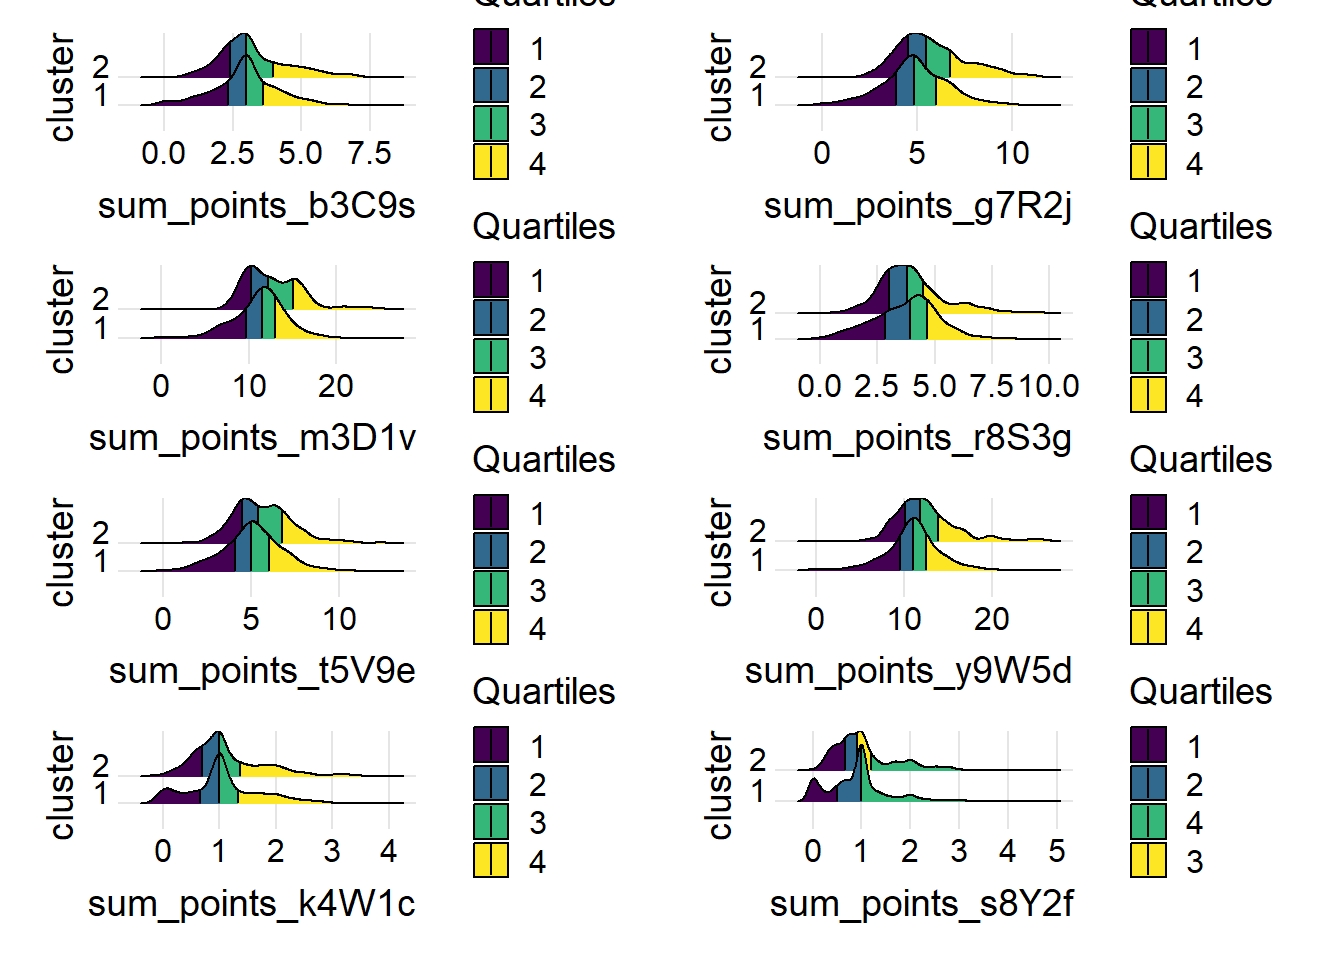 Quartiles
Quartiles
cluster
2
1
0.0 2.5 5.0 7.5
sum_points_b3C9s
1
2
3
4
cluster
2
1
0 5 10
sum_points_g7R2j
1
2
3
4
cluster
2
1
0 10 20
sum_points_m3D1v
Quartiles
1
2
3
4
cluster
2
1
0.0 2.5 5.0 7.5 10.0
sum_points_r8S3g
Quartiles
1
2
3
4
cluster
2
1
0 5 10
sum_points_t5V9e
Quartiles
1
2
3
4
cluster
2
1
0 10 20
sum_points_y9W5d
Quartiles
1
2
3
4
cluster
2
1
0 1 2 3 4
sum_points_k4W1c
Quartiles
1
2
3
4
cluster
2
1
0 1 2 3 4 5
sum_points_s8Y2f
Quartiles
1
2
4
3